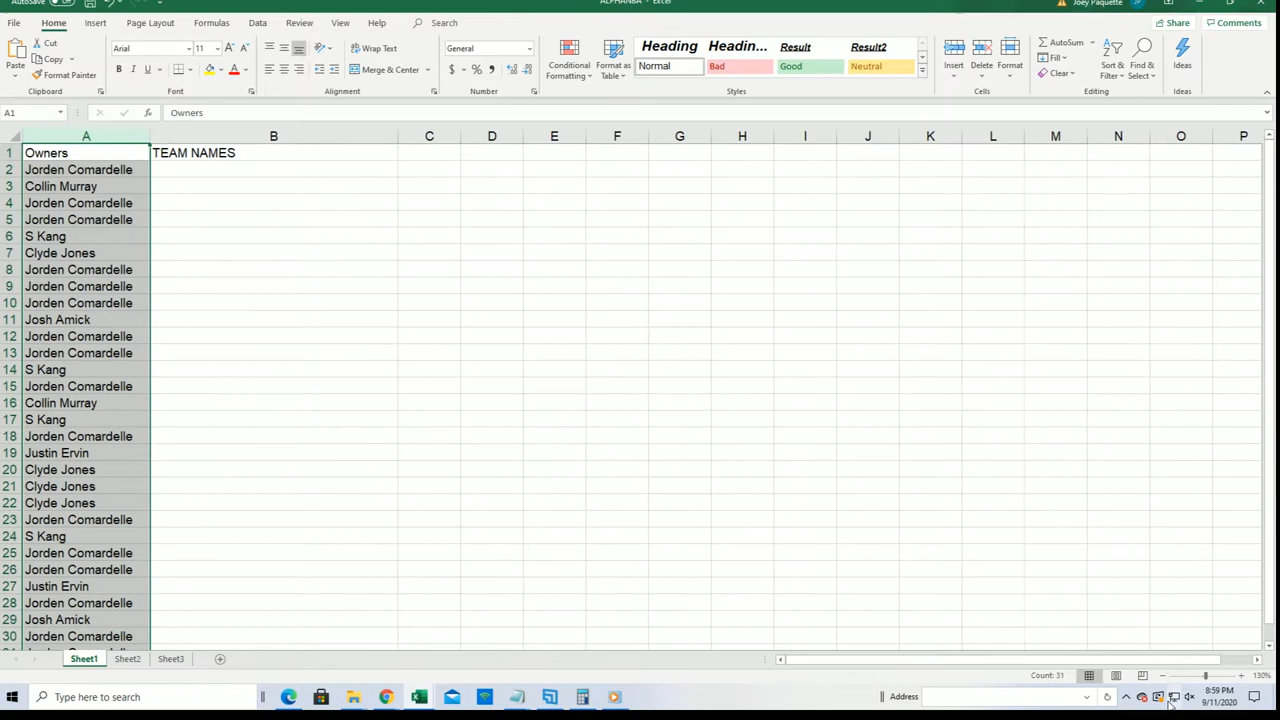 AutoSave Off
ALPHANBA - Excel
Joey Paquette JP
File Home Insert Page Layout Formulas Data Review View Help Search Share Comments
Paste Cut Copy Format Painter
Arial 11
B I U A
Wrap Text
Merge & Center
General
$ % ,
Conditional Formatting
Format as Table
Heading Headin... Result Result2
Normal Bad Good Neutral
Insert Delete Format
AutoSum
Fill
Clear
Sort & Filter
Find & Select
Ideas
Clipboard Font Alignment Number Styles Cells Editing Ideas
A1 fx Owners
A B C D E F G H I J K L M N O P
1 Owners TEAM NAMES
2 Jorden Comardelle
3 Collin Murray
4 Jorden Comardelle
5 Jorden Comardelle
6 S Kang
7 Clyde Jones
8 Jorden Comardelle
9 Jorden Comardelle
10 Jorden Comardelle
11 Josh Amick
12 Jorden Comardelle
13 Jorden Comardelle
14 S Kang
15 Jorden Comardelle
16 Collin Murray
17 S Kang
18 Jorden Comardelle
19 Justin Ervin
20 Clyde Jones
21 Clyde Jones
22 Clyde Jones
23 Jorden Comardelle
24 S Kang
25 Jorden Comardelle
26 Jorden Comardelle
27 Justin Ervin
28 Jorden Comardelle
29 Josh Amick
30 Jorden Comardelle
Sheet1 Sheet2 Sheet3
Count: 31 130%
Type here to search
Address
8:59 PM
9/11/2020